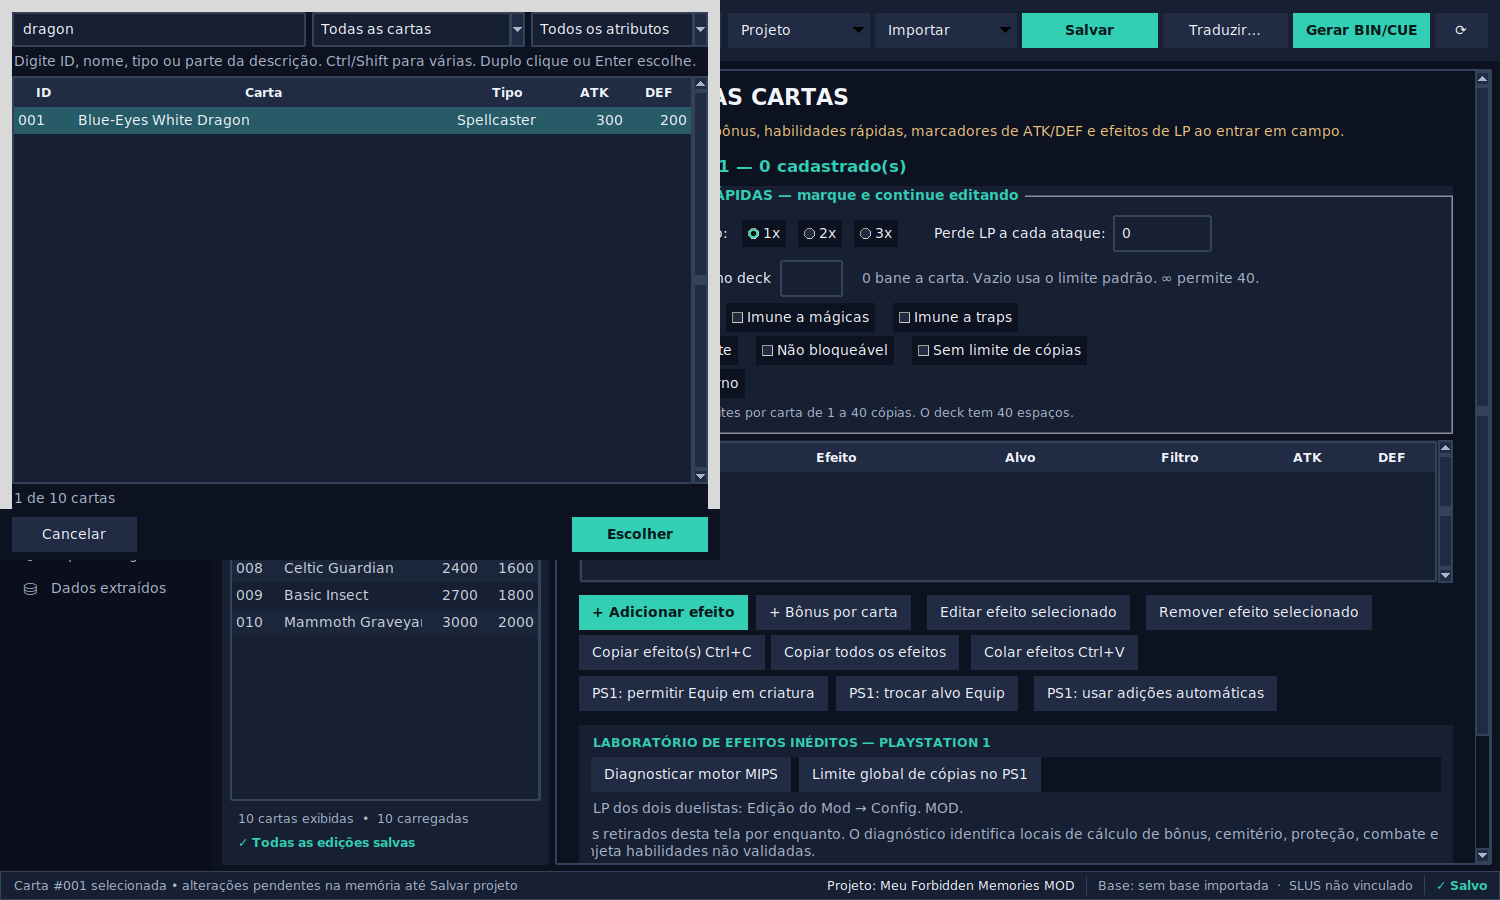 dragon Todas as cartas Todos os atributos
Digite ID, nome, tipo ou parte da descrição. Ctrl/Shift para várias. Duplo clique ou Enter escolhe.
ID Carta Tipo ATK DEF
001 Blue-Eyes White Dragon Spellcaster 300 200
1 de 10 cartas
Cancelar Escolher
Projeto Importar Salvar Traduzir... Gerar BIN/CUE ⟳
AS CARTAS
bônus, habilidades rápidas, marcadores de ATK/DEF e efeitos de LP ao entrar em campo.
1 — 0 cadastrado(s)
ÁPIDAS — marque e continue editando
o: 1x 2x 3x Perde LP a cada ataque: 0
no deck 0 bane a carta. Vazio usa o limite padrão. ∞ permite 40.
Imune a mágicas Imune a traps
te Não bloqueável Sem limite de cópias
rno
tes por carta de 1 a 40 cópias. O deck tem 40 espaços.
Efeito Alvo Filtro ATK DEF
Dados extraídos
008 Celtic Guardian 2400 1600
009 Basic Insect 2700 1800
010 Mammoth Graveyar 3000 2000
10 cartas exibidas • 10 carregadas
✓ Todas as edições salvas
+ Adicionar efeito + Bônus por carta Editar efeito selecionado Remover efeito selecionado
Copiar efeito(s) Ctrl+C Copiar todos os efeitos Colar efeitos Ctrl+V
PS1: permitir Equip em criatura PS1: trocar alvo Equip PS1: usar adições automáticas
LABORATÓRIO DE EFEITOS INÉDITOS — PLAYSTATION 1
Diagnosticar motor MIPS Limite global de cópias no PS1
LP dos dois duelistas: Edição do Mod → Config. MOD.
s retirados desta tela por enquanto. O diagnóstico identifica locais de cálculo de bônus, cemitério, proteção, combate e
njeta habilidades não validadas.
Carta #001 selecionada • alterações pendentes na memória até Salvar projeto
Projeto: Meu Forbidden Memories MOD Base: sem base importada · SLUS não vinculado ✓ Salvo